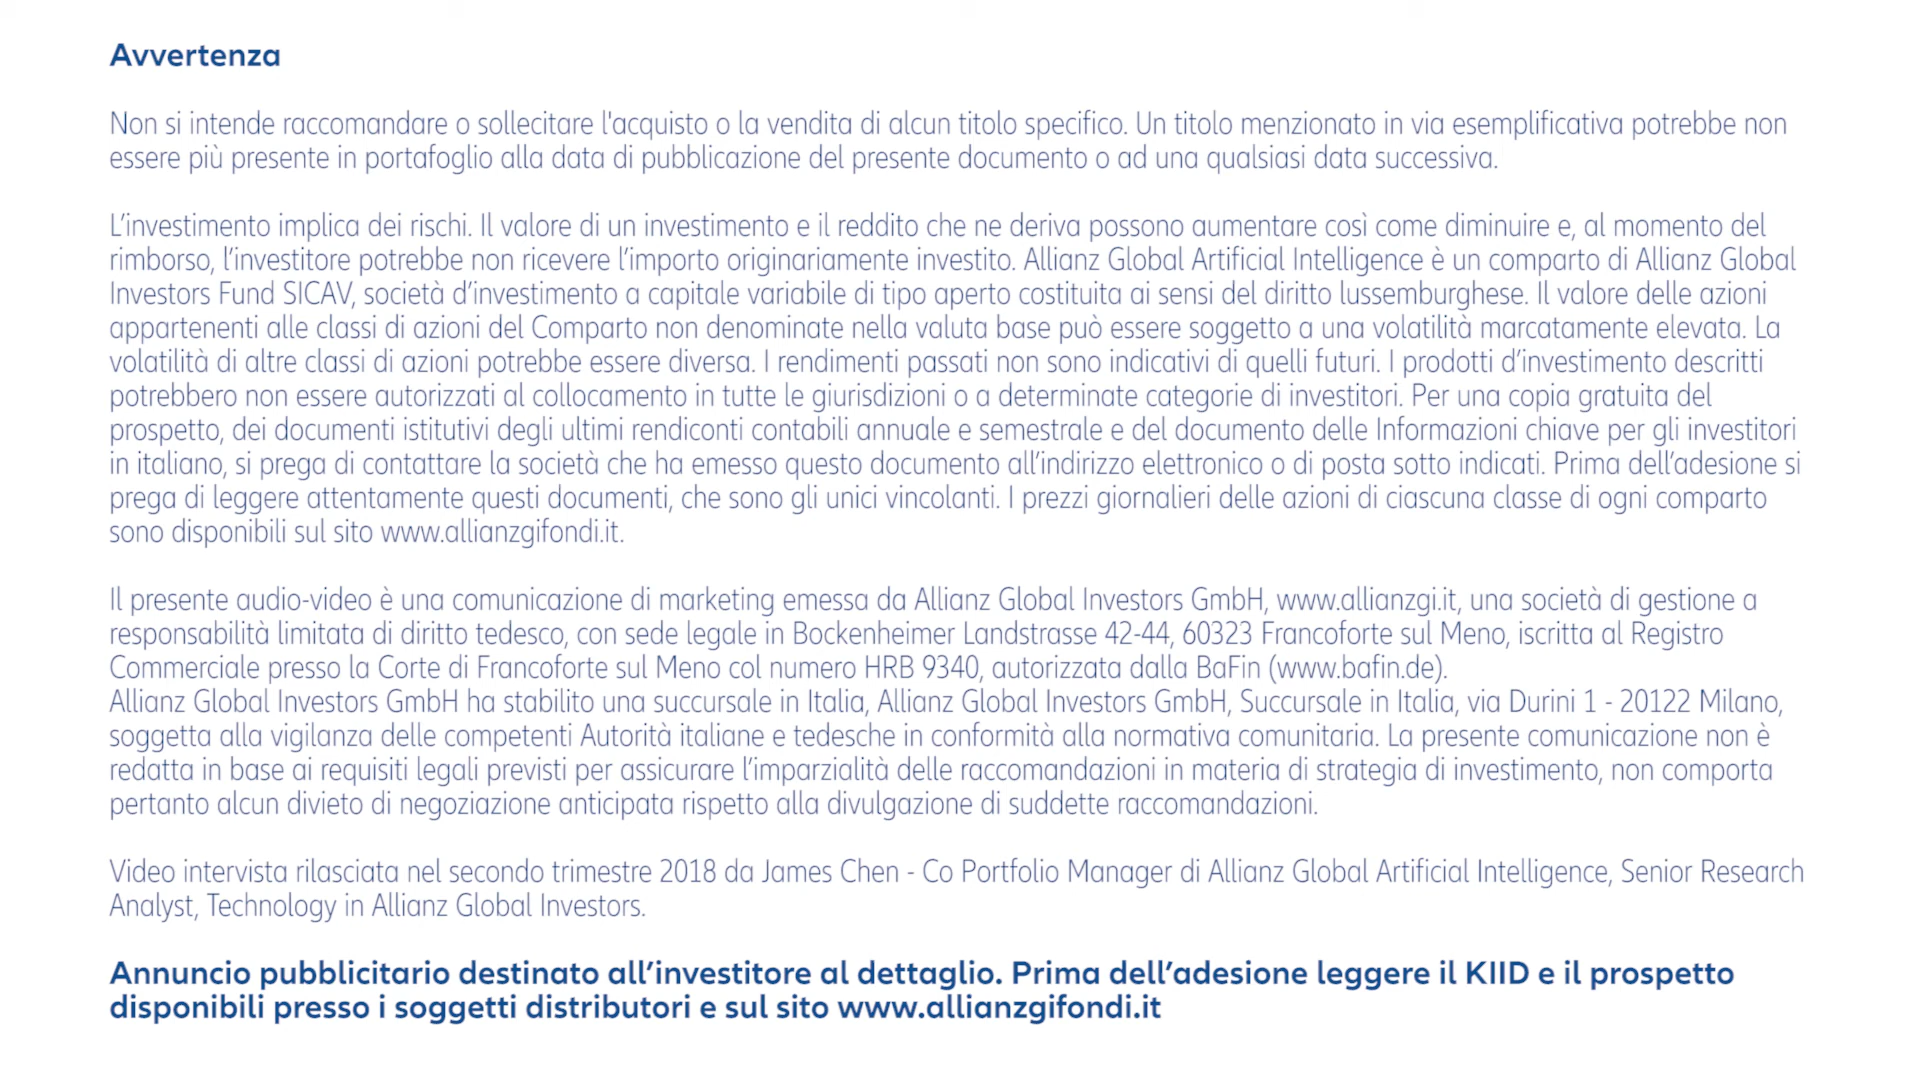 Avvertenza
Non si intende raccomandare o sollecitare l'acquisto o la vendita di alcun titolo specifico. Un titolo menzionato in via esemplificativa potrebbe non
essere più presente in portafoglio alla data di pubblicazione del presente documento o ad una qualsiasi data successiva.
L’investimento implica dei rischi. Il valore di un investimento e il reddito che ne deriva possono aumentare così come diminuire e, al momento del
rimborso, l’investitore potrebbe non ricevere l’importo originariamente investito. Allianz Global Artificial Intelligence è un comparto di Allianz Global
Investors Fund SICAV, società d’investimento a capitale variabile di tipo aperto costituita ai sensi del diritto lussemburghese. Il valore delle azioni
appartenenti alle classi di azioni del Comparto non denominate nella valuta base può essere soggetto a una volatilità marcatamente elevata. La
volatilità di altre classi di azioni potrebbe essere diversa. I rendimenti passati non sono indicativi di quelli futuri. I prodotti d’investimento descritti
potrebbero non essere autorizzati al collocamento in tutte le giurisdizioni o a determinate categorie di investitori. Per una copia gratuita del
prospetto, dei documenti istitutivi degli ultimi rendiconti contabili annuale e semestrale e del documento delle Informazioni chiave per gli investitori
in italiano, si prega di contattare la società che ha emesso questo documento all’indirizzo elettronico o di posta sotto indicati. Prima dell’adesione si
prega di leggere attentamente questi documenti, che sono gli unici vincolanti. I prezzi giornalieri delle azioni di ciascuna classe di ogni comparto
sono disponibili sul sito www.allianzgifondi.it.
Il presente audio-video è una comunicazione di marketing emessa da Allianz Global Investors GmbH, www.allianzgi.it, una società di gestione a
responsabilità limitata di diritto tedesco, con sede legale in Bockenheimer Landstrasse 42-44, 60323 Francoforte sul Meno, iscritta al Registro
Commerciale presso la Corte di Francoforte sul Meno col numero HRB 9340, autorizzata dalla BaFin (www.bafin.de).
Allianz Global Investors GmbH ha stabilito una succursale in Italia, Allianz Global Investors GmbH, Succursale in Italia, via Durini 1 - 20122 Milano,
soggetta alla vigilanza delle competenti Autorità italiane e tedesche in conformità alla normativa comunitaria. La presente comunicazione non è
redatta in base ai requisiti legali previsti per assicurare l’imparzialità delle raccomandazioni in materia di strategia di investimento, non comporta
pertanto alcun divieto di negoziazione anticipata rispetto alla divulgazione di suddette raccomandazioni.
Video intervista rilasciata nel secondo trimestre 2018 da James Chen - Co Portfolio Manager di Allianz Global Artificial Intelligence, Senior Research
Analyst, Technology in Allianz Global Investors.
Annuncio pubblicitario destinato all’investitore al dettaglio. Prima dell’adesione leggere il KIID e il prospetto
disponibili presso i soggetti distributori e sul sito www.allianzgifondi.it